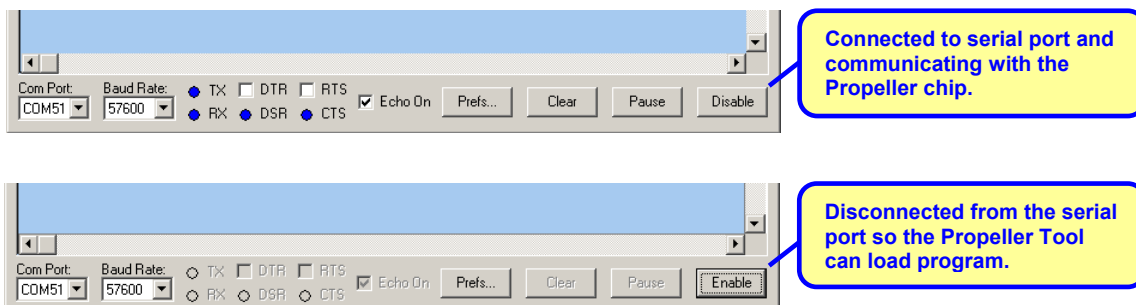 Connected to serial port and
communicating with the
Propeller chip.
Com Port: Baud Rate: TX DTR RTS
COM51 57600 RX DSR CTS Echo On Prefs... Clear Pause Disable
Disconnected from the serial
port so the Propeller Tool
can load program.
Com Port: Baud Rate: TX DTR RTS
COM51 57600 RX DSR CTS Echo On Prefs... Clear Pause Enable